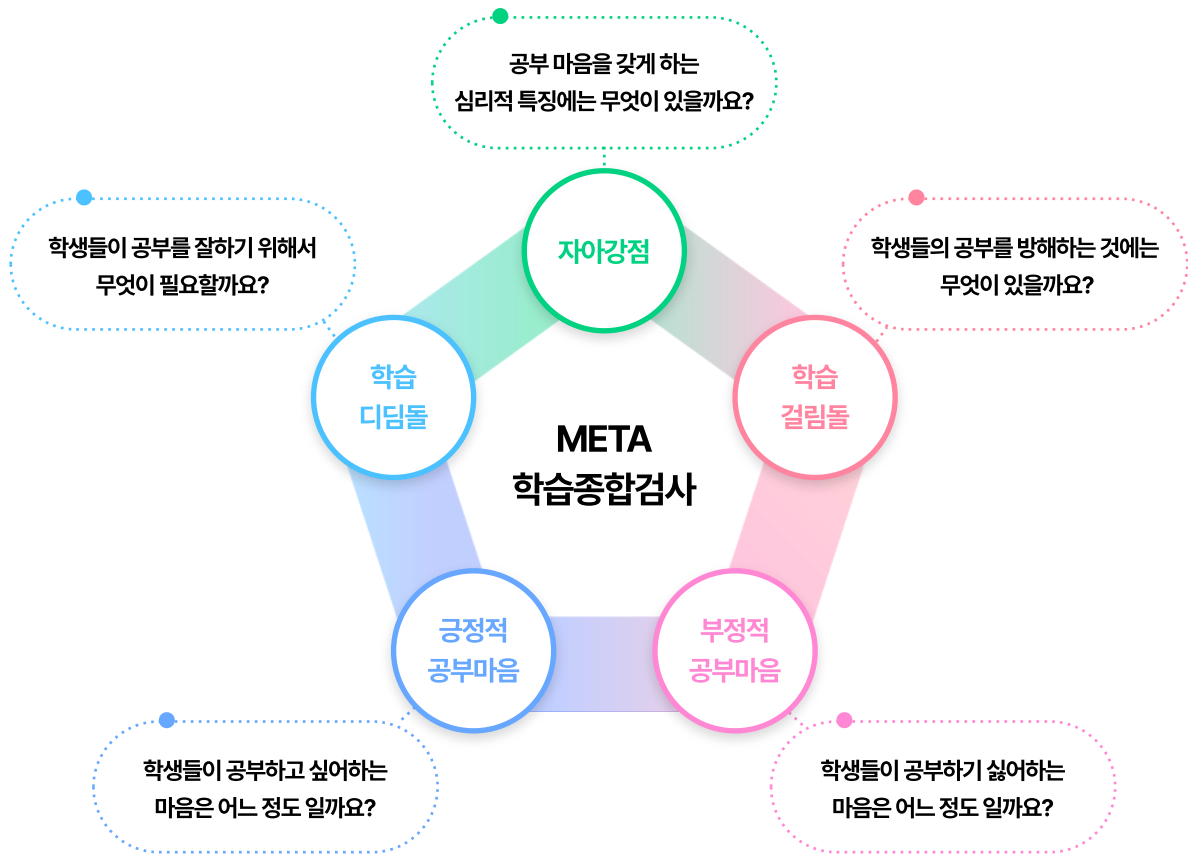 공부 마음을 갖게 하는
심리적 특징에는 무엇이 있을까요?
자아강점
학생들이 공부를 잘하기 위해서
무엇이 필요할까요?
학생들의 공부를 방해하는 것에는
무엇이 있을까요?
학습
디딤돌
학습
걸림돌
META
학습종합검사
긍정적
공부마음
부정적
공부마음
학생들이 공부하고 싶어하는
마음은 어느 정도 일까요?
학생들이 공부하기 싫어하는
마음은 어느 정도 일까요?